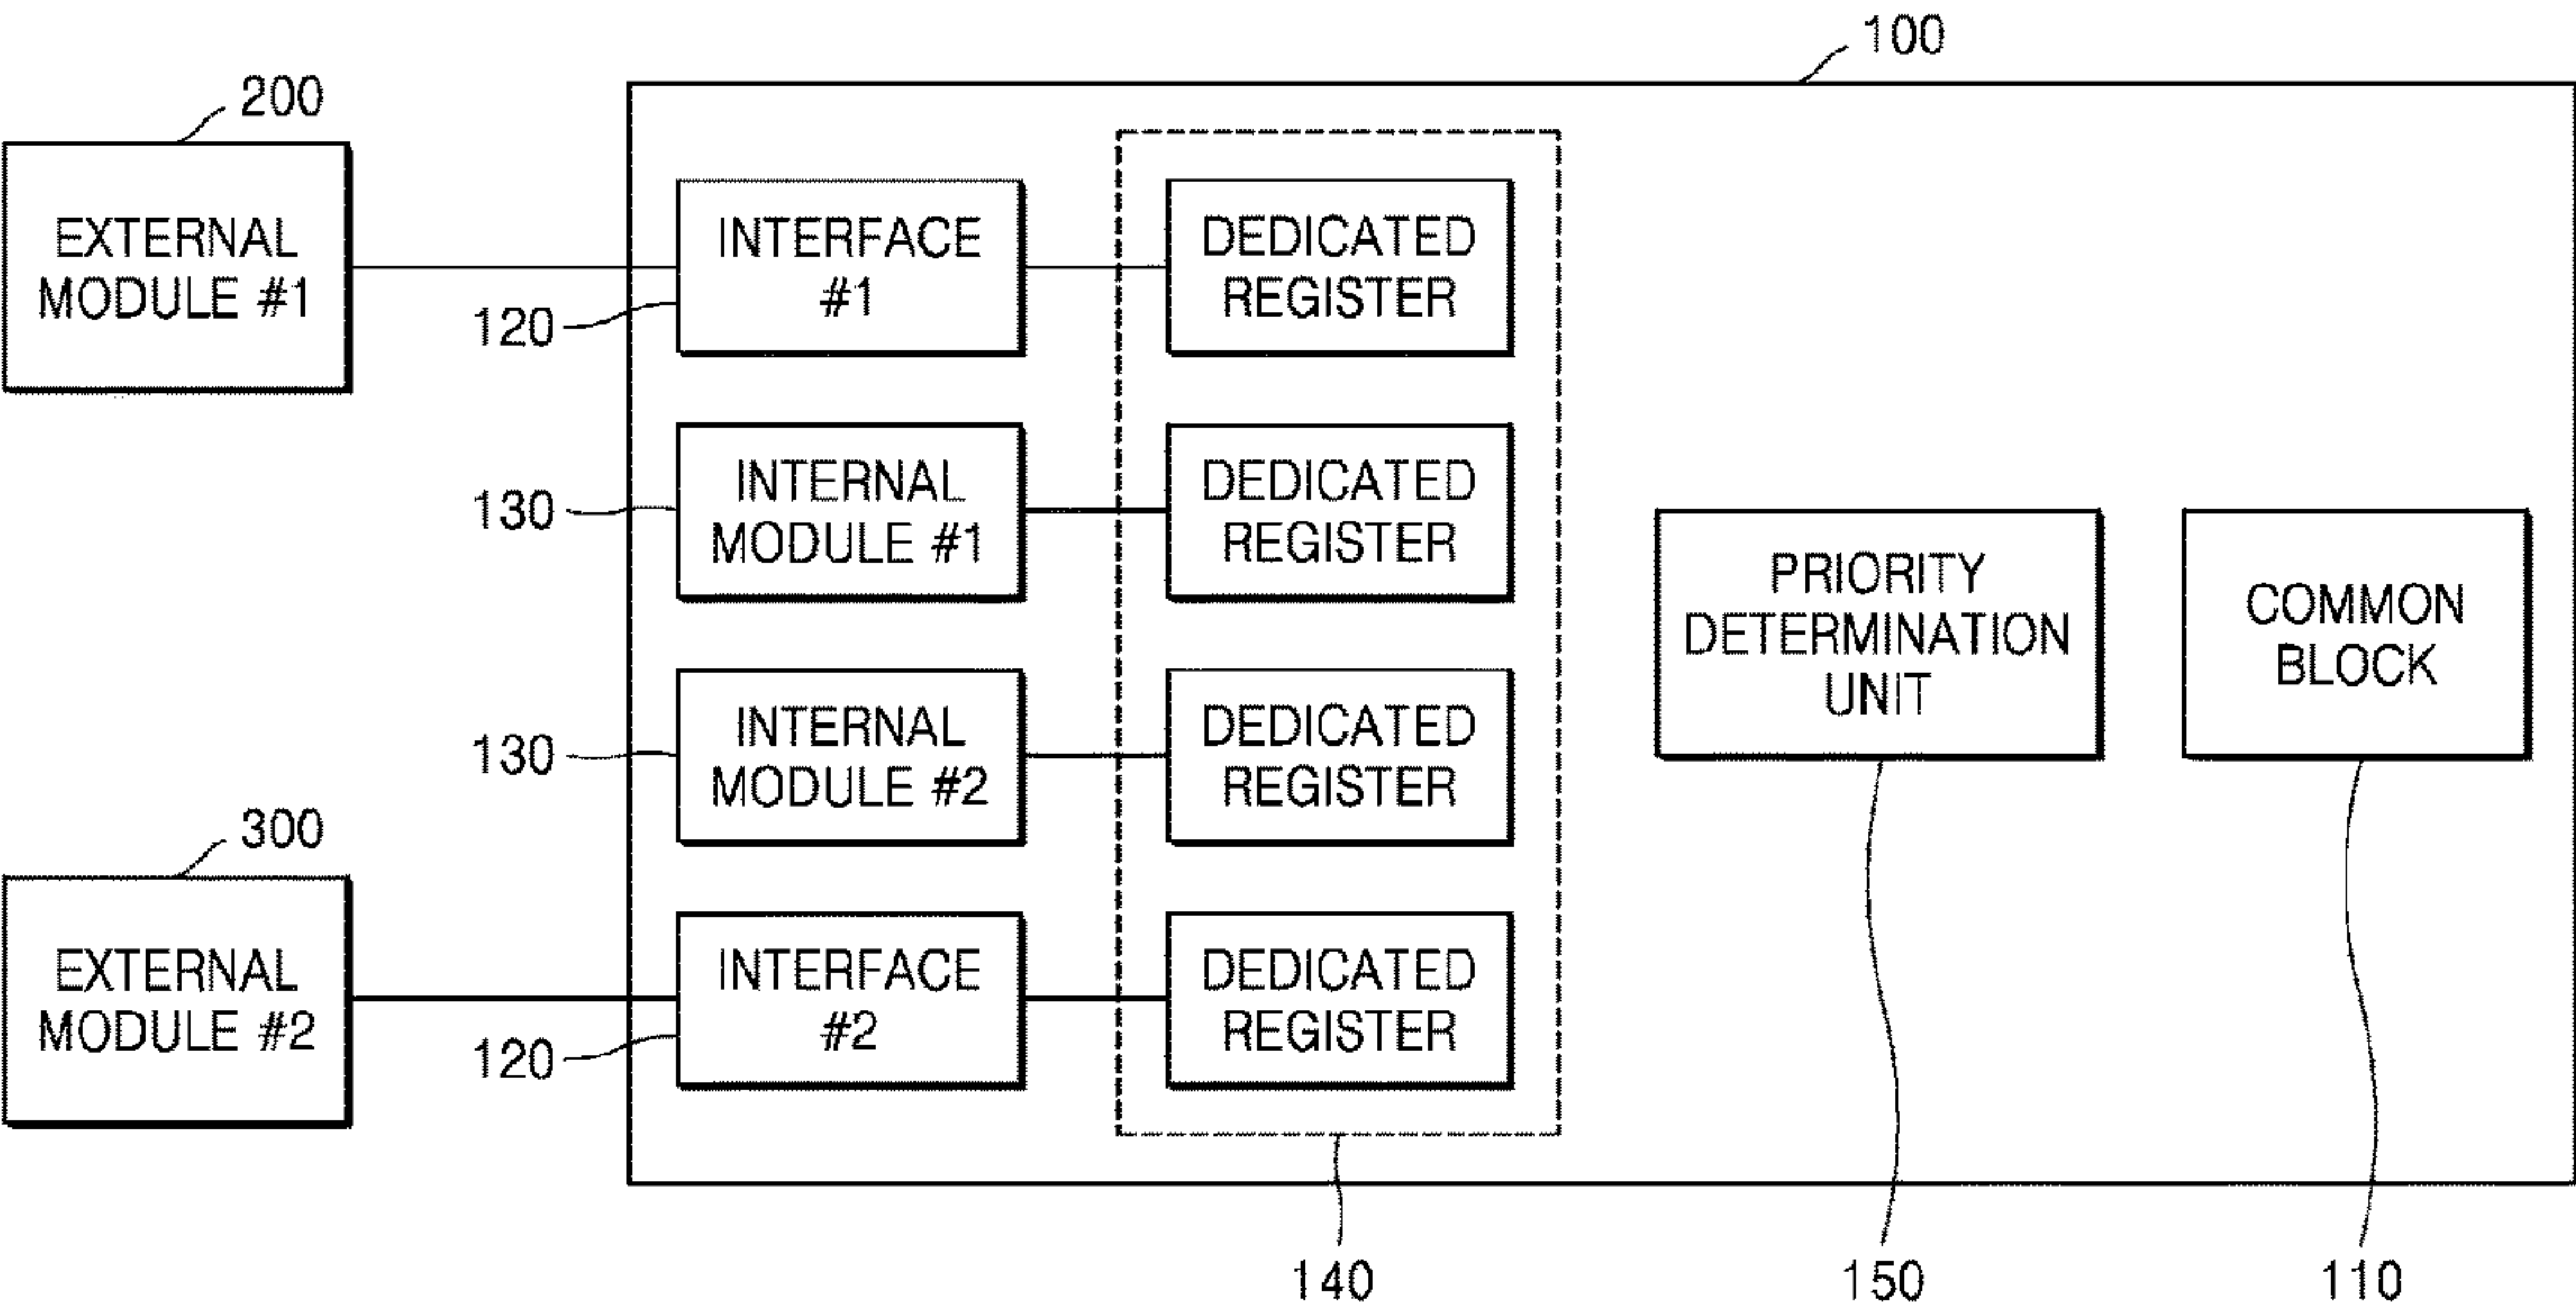 100
200
EXTERNAL
MODULE #1
INTERFACE
#1
120
DEDICATED
REGISTER
INTERNAL
MODULE #1
130
DEDICATED
REGISTER
INTERNAL
MODULE #2
130
DEDICATED
REGISTER
300
EXTERNAL
MODULE #2
INTERFACE
#2
120
DEDICATED
REGISTER
PRIORITY
DETERMINATION
UNIT
COMMON
BLOCK
140
150
110